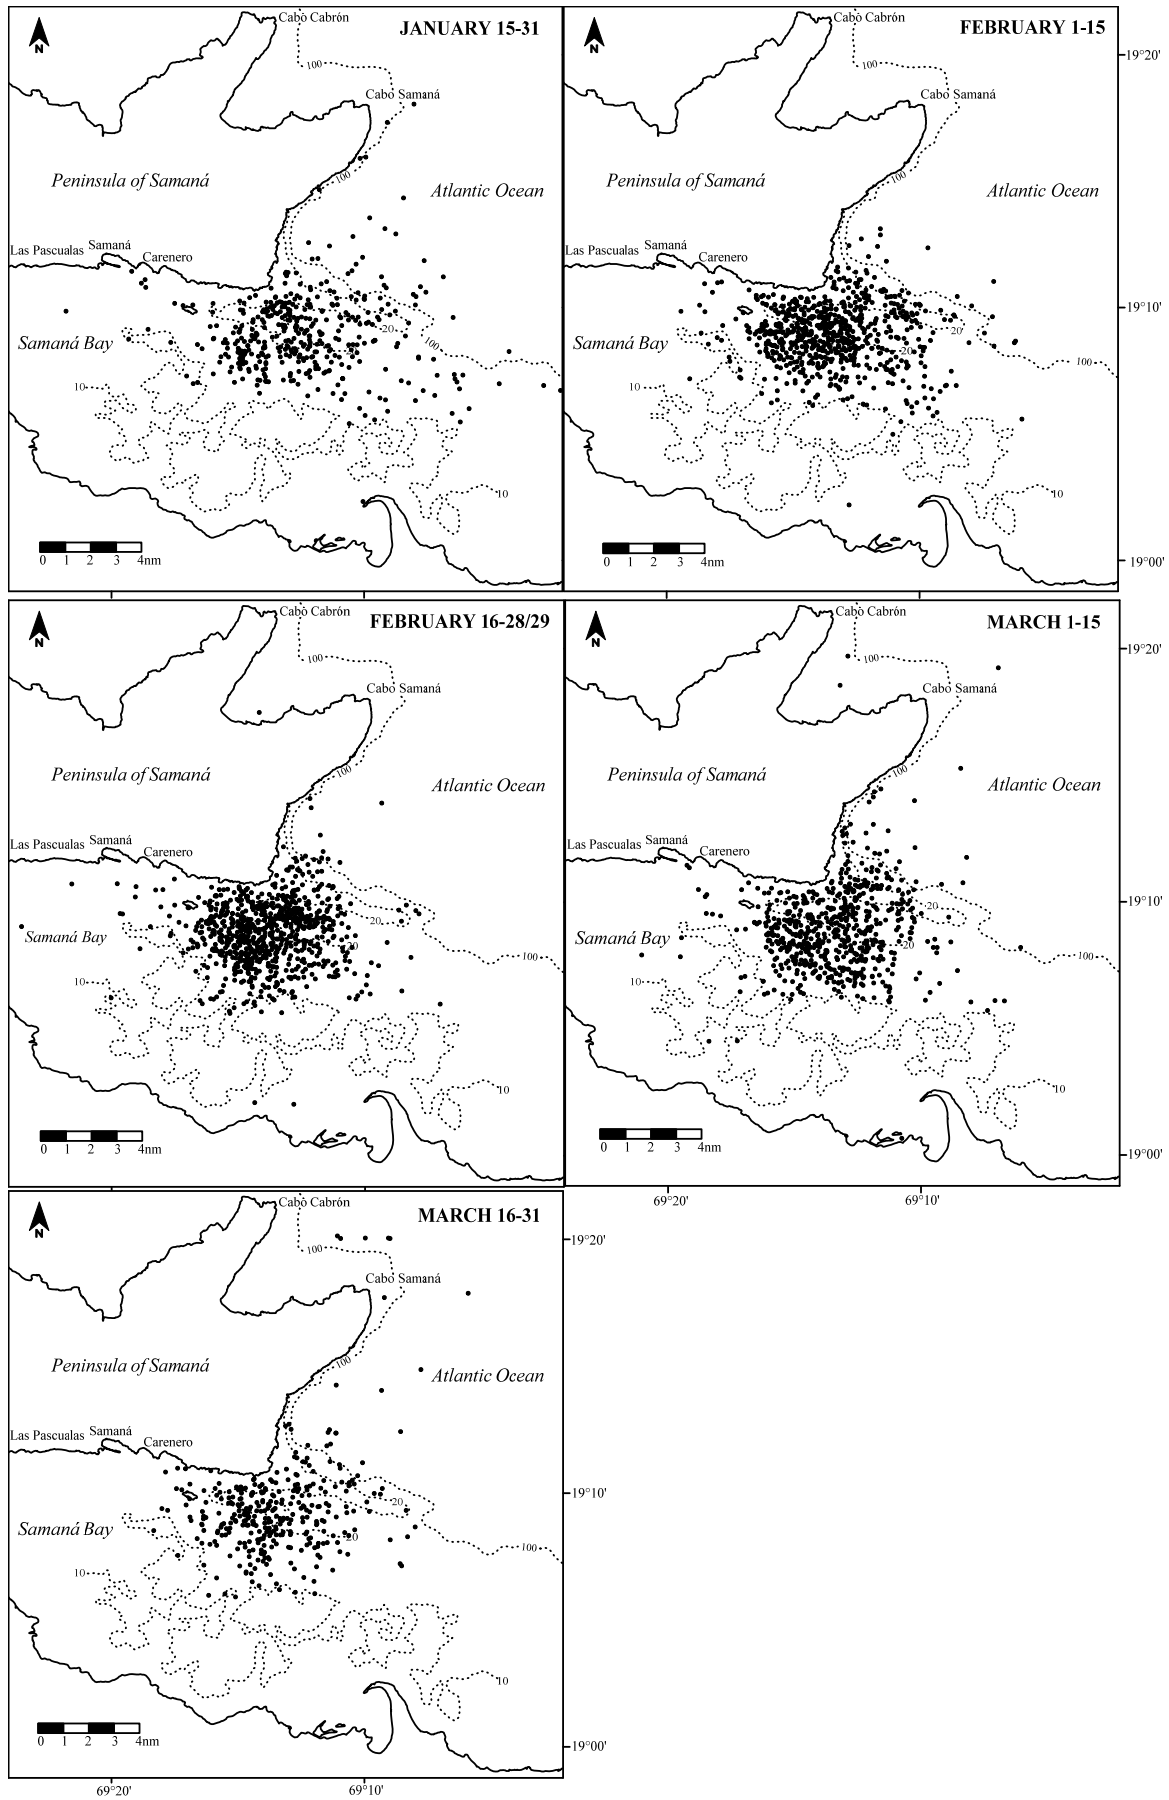 Cabo Cabrón
JANUARY 15-31
N
100
Cabo Samaná
Peninsula of Samaná
100
Atlantic Ocean
Las Pascualas
Samaná
Carenero
20
100
Samaná Bay
20
10
10
0 1 2 3 4nm
Cabo Cabrón
FEBRUARY 1-15
N
19°20'
100
Cabo Samaná
Peninsula of Samaná
100
Atlantic Ocean
Las Pascualas
Samaná
Carenero
19°10'
20
Samaná Bay
20
100
10
10
0 1 2 3 4nm
19°00'
Cabo Cabrón
FEBRUARY 16-28/29
N
100
Cabo Samaná
Peninsula of Samaná
100
Atlantic Ocean
Las Pascualas
Samaná
Carenero
20
Samaná Bay
20
100
10
10
0 1 2 3 4nm
Cabo Cabrón
MARCH 1-15
N
19°20'
100
Cabo Samaná
Peninsula of Samaná
100
Atlantic Ocean
Las Pascualas
Samaná
Carenero
19°10'
20
Samaná Bay
20
100
10
10
0 1 2 3 4nm
19°00'
69°20'
69°10'
Cabo Cabrón
MARCH 16-31
N
19°20'
100
Cabo Samaná
Peninsula of Samaná
100
Atlantic Ocean
Las Pascualas
Samaná
Carenero
19°10'
20
Samaná Bay
20
100
10
10
0 1 2 3 4nm
19°00'
69°20'
69°10'